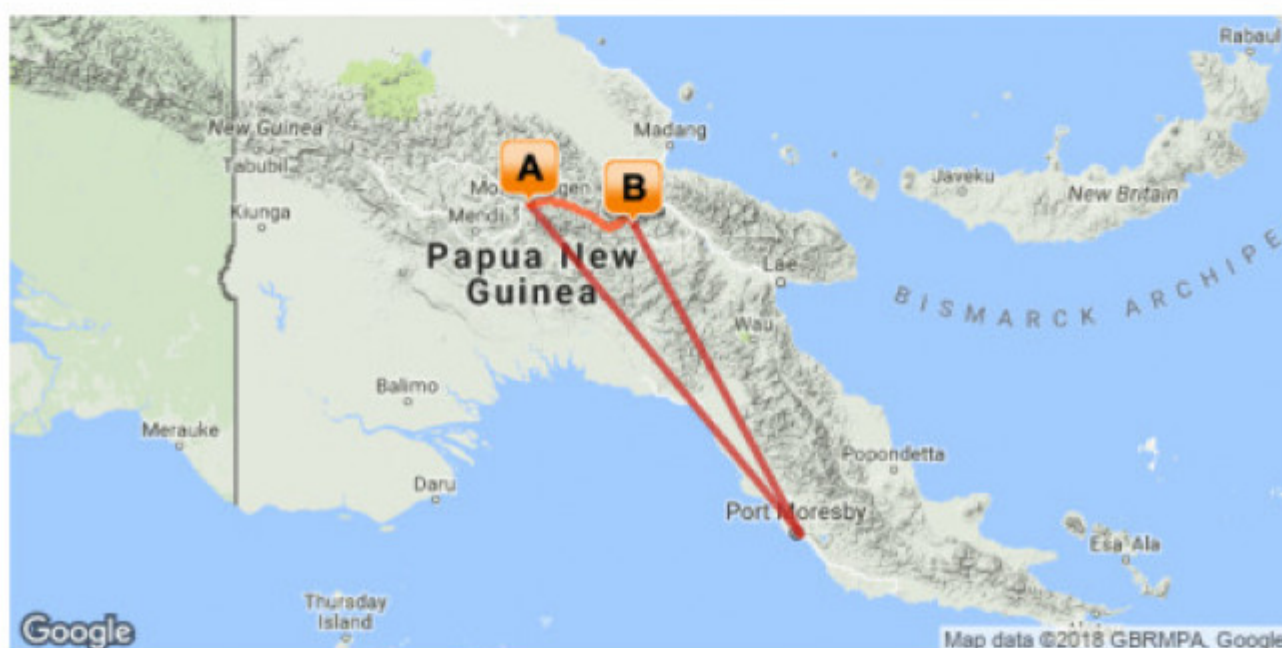 Rabaul
Madang
New Guinea
Tabubil
A
B
Javeku
New Britain
Kiunga
Mendi
Papua New
Guinea
Lae
BISMARCK ARCHIPE
Wau
Balimo
Merauke
Popondetta
Daru
Port Moresby
Esa'Ala
Thursday
Island
Google
Map data ©2018 GBRMPA, Google